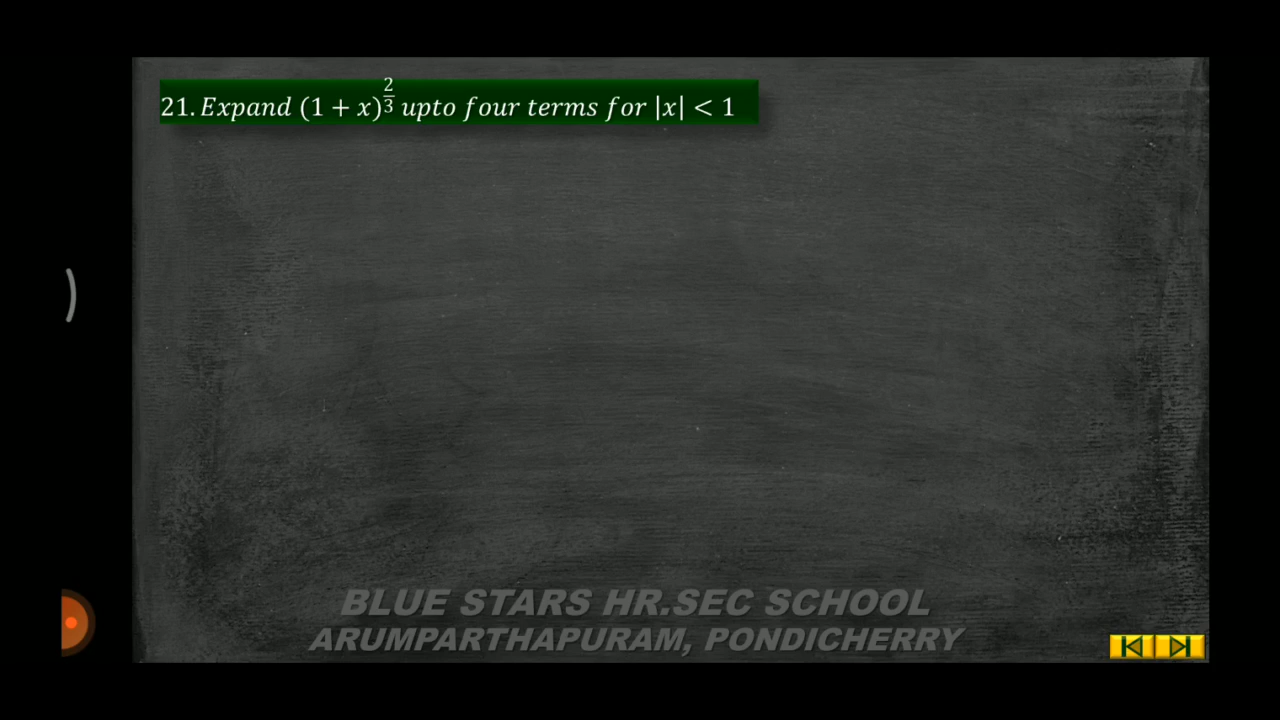 21. Expand (1 + x)^{2/3} upto four terms for |x| < 1
BLUE STARS HR.SEC SCHOOL
ARUMPARTHAPURAM, PONDICHERRY